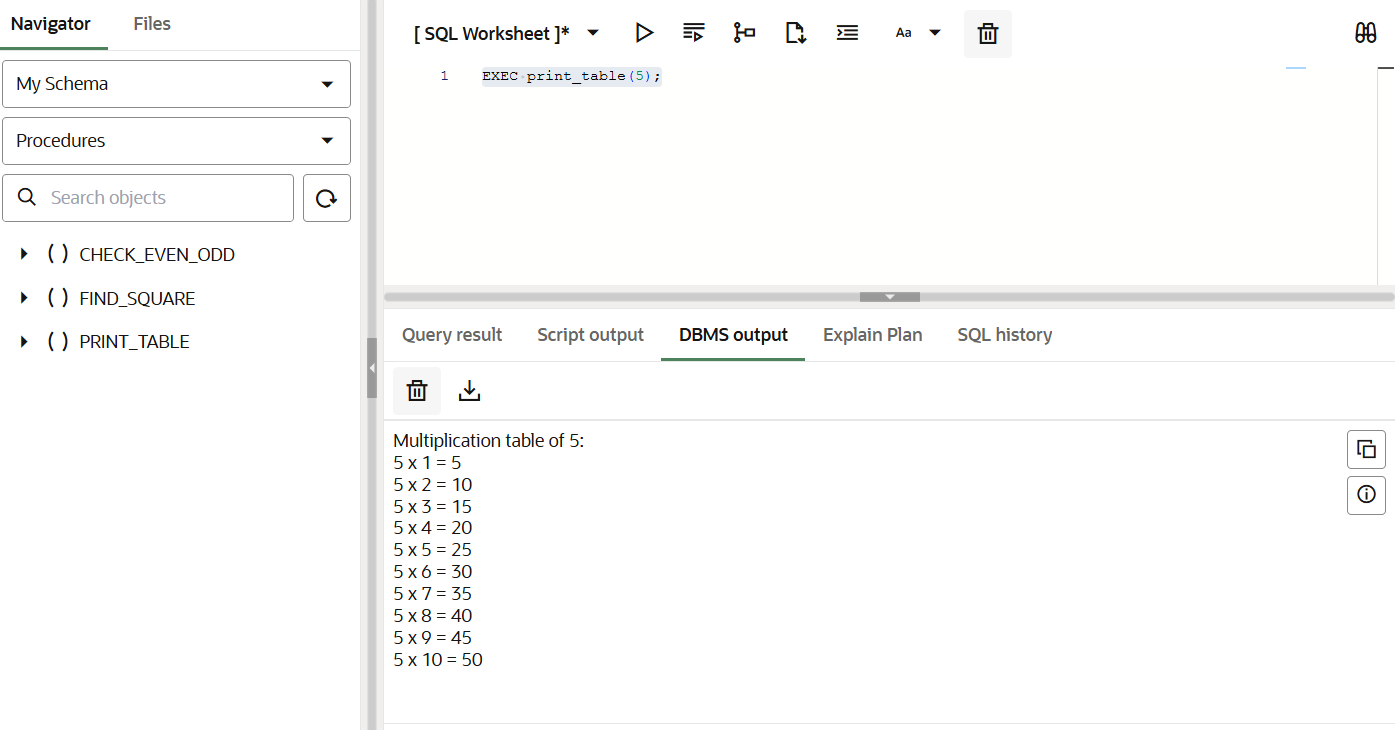 Navigator
Files
My Schema
Procedures
Search objects
( ) CHECK_EVEN_ODD
( ) FIND_SQUARE
( ) PRINT_TABLE
[ SQL Worksheet ]*
Aa
1 EXEC print_table(5);
Query result
Script output
DBMS output
Explain Plan
SQL history
Multiplication table of 5:
5 x 1 = 5
5 x 2 = 10
5 x 3 = 15
5 x 4 = 20
5 x 5 = 25
5 x 6 = 30
5 x 7 = 35
5 x 8 = 40
5 x 9 = 45
5 x 10 = 50